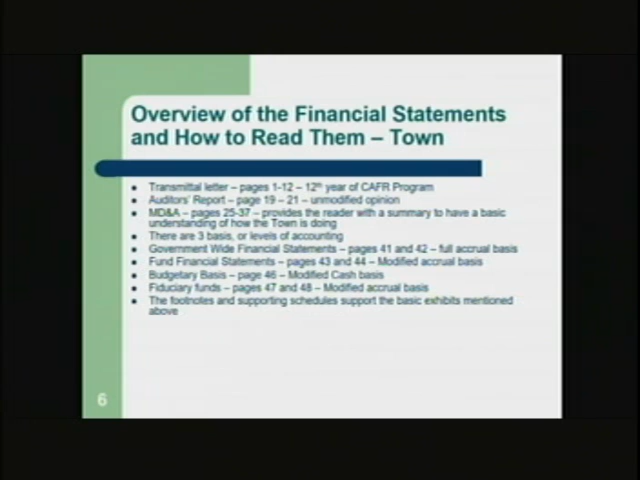 Overview of the Financial Statements
and How to Read Them – Town
Transmittal letter – pages 1-12 – 12th year of CAFR Program
Auditors' Report – page 19 – 21 – unmodified opinion
MD&A – pages 25-37 – provides the reader with a summary to have a basic
understanding of how the Town is doing
There are 3 basis, or levels of accounting
Government Wide Financial Statements – pages 41 and 42 – full accrual basis
Fund Financial Statements – pages 43 and 44 – Modified accrual basis
Budgetary Basis – page 46 – Modified Cash basis
Fiduciary funds – pages 47 and 48 – Modified accrual basis
The footnotes and supporting schedules support the basic exhibits mentioned
above
6